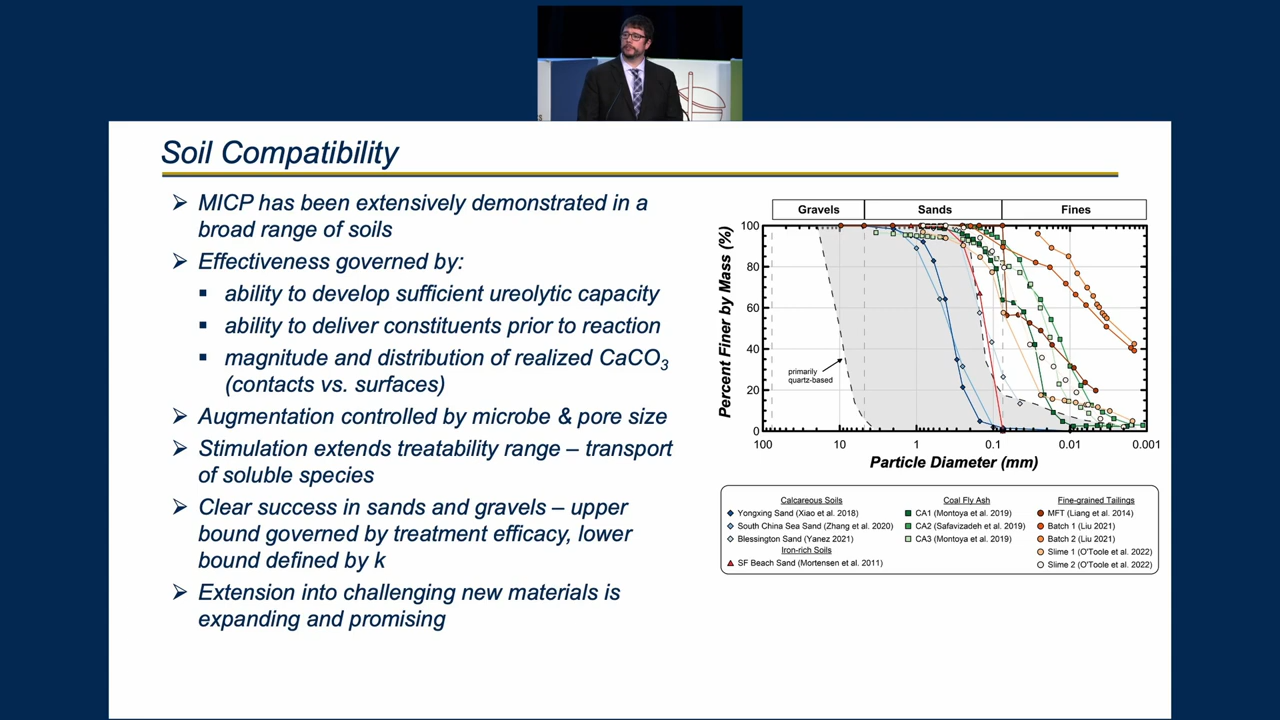 Soil Compatibility
➢ MICP has been extensively demonstrated in a
broad range of soils
➢ Effectiveness governed by:
▪ ability to develop sufficient ureolytic capacity
▪ ability to deliver constituents prior to reaction
▪ magnitude and distribution of realized CaCO3
(contacts vs. surfaces)
➢ Augmentation controlled by microbe & pore size
➢ Stimulation extends treatability range – transport
of soluble species
➢ Clear success in sands and gravels – upper
bound governed by treatment efficacy, lower
bound defined by k
➢ Extension into challenging new materials is
expanding and promising
Gravels Sands Fines
Percent Finer by Mass (%)
100
80
60
40
20
0
primarily
quartz-based
100 10 1 0.1 0.01 0.001
Particle Diameter (mm)
Calcareous Soils
Yongxing Sand (Xiao et al. 2018)
South China Sea Sand (Zhang et al. 2020)
Blessington Sand (Yanez 2021)
Iron-rich Soils
SF Beach Sand (Mortensen et al. 2011)
Coal Fly Ash
CA1 (Montoya et al. 2019)
CA2 (Safavizadeh et al. 2019)
CA3 (Montoya et al. 2019)
Fine-grained Tailings
MFT (Liang et al. 2014)
Batch 1 (Liu 2021)
Batch 2 (Liu 2021)
Slime 1 (O'Toole et al. 2022)
Slime 2 (O'Toole et al. 2022)